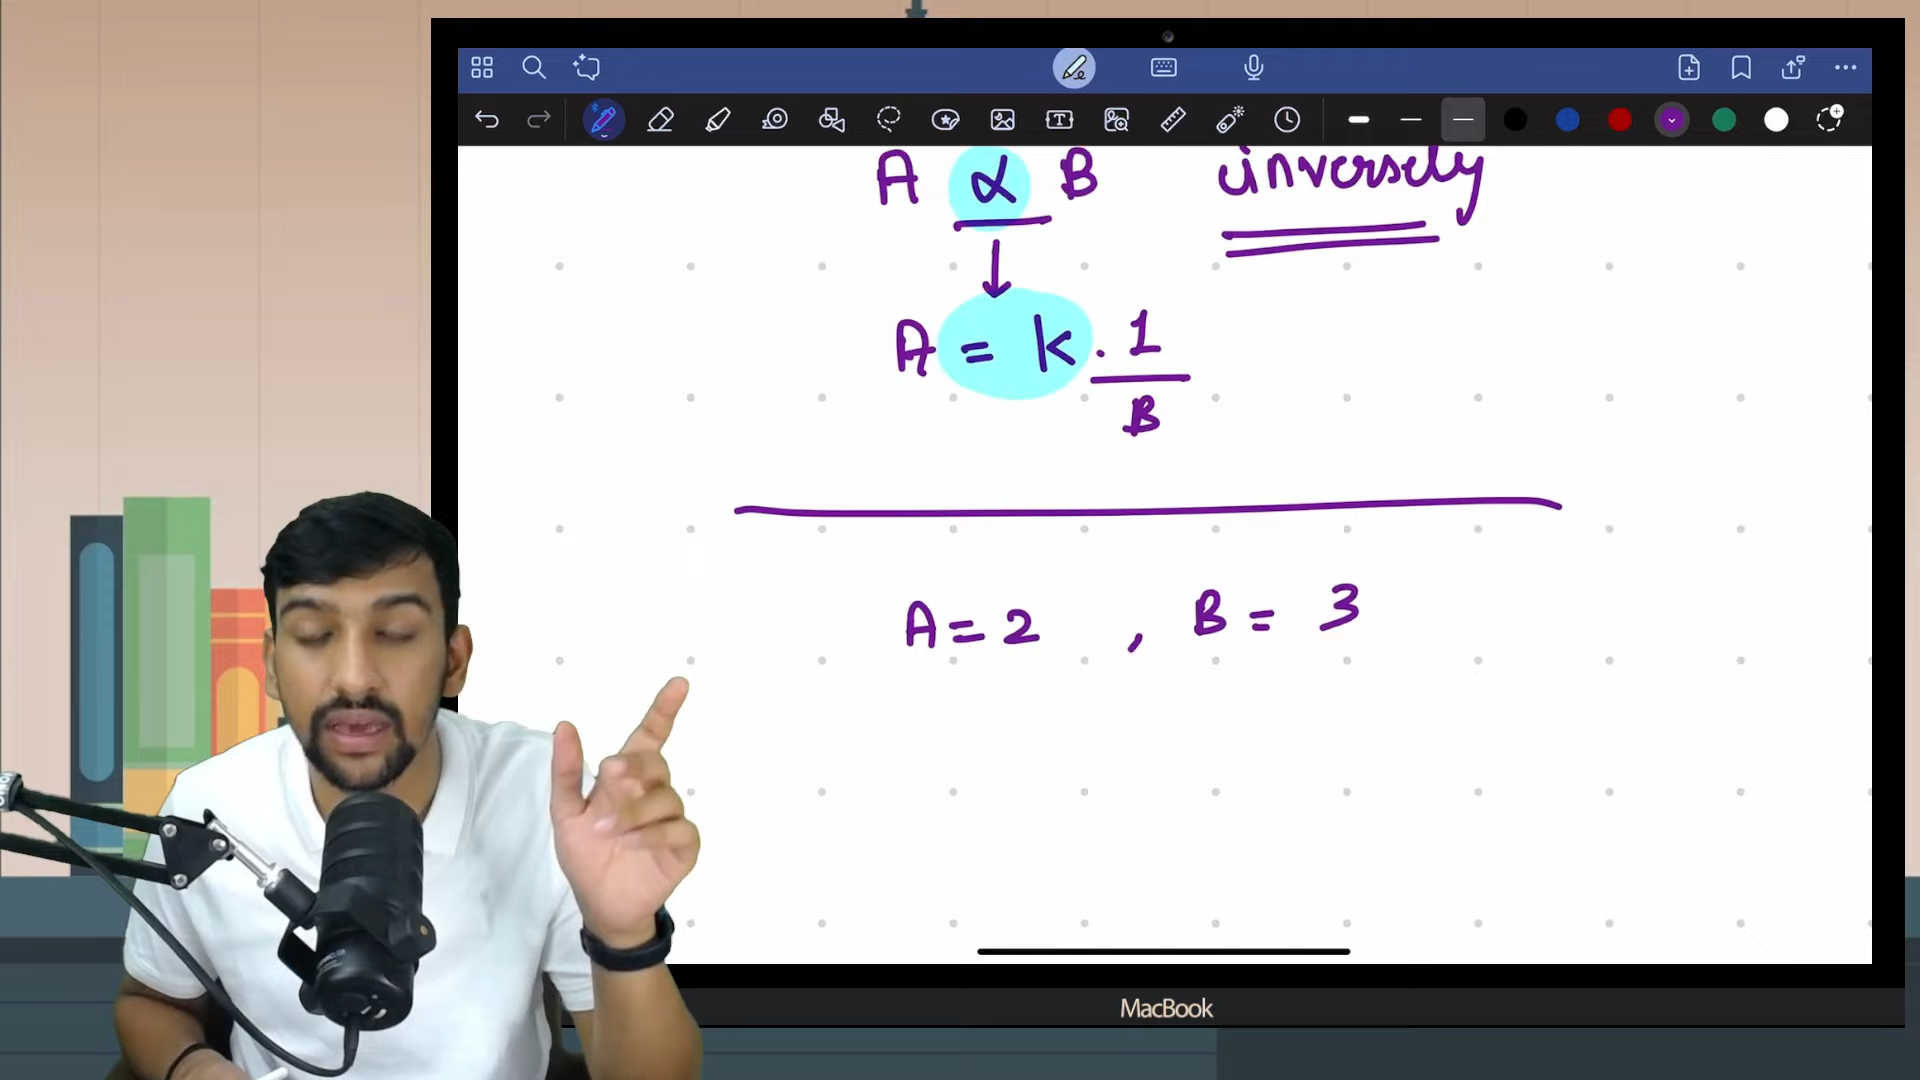 A α B inversely
A = k . 1
B
A = 2 , B = 3
MacBook